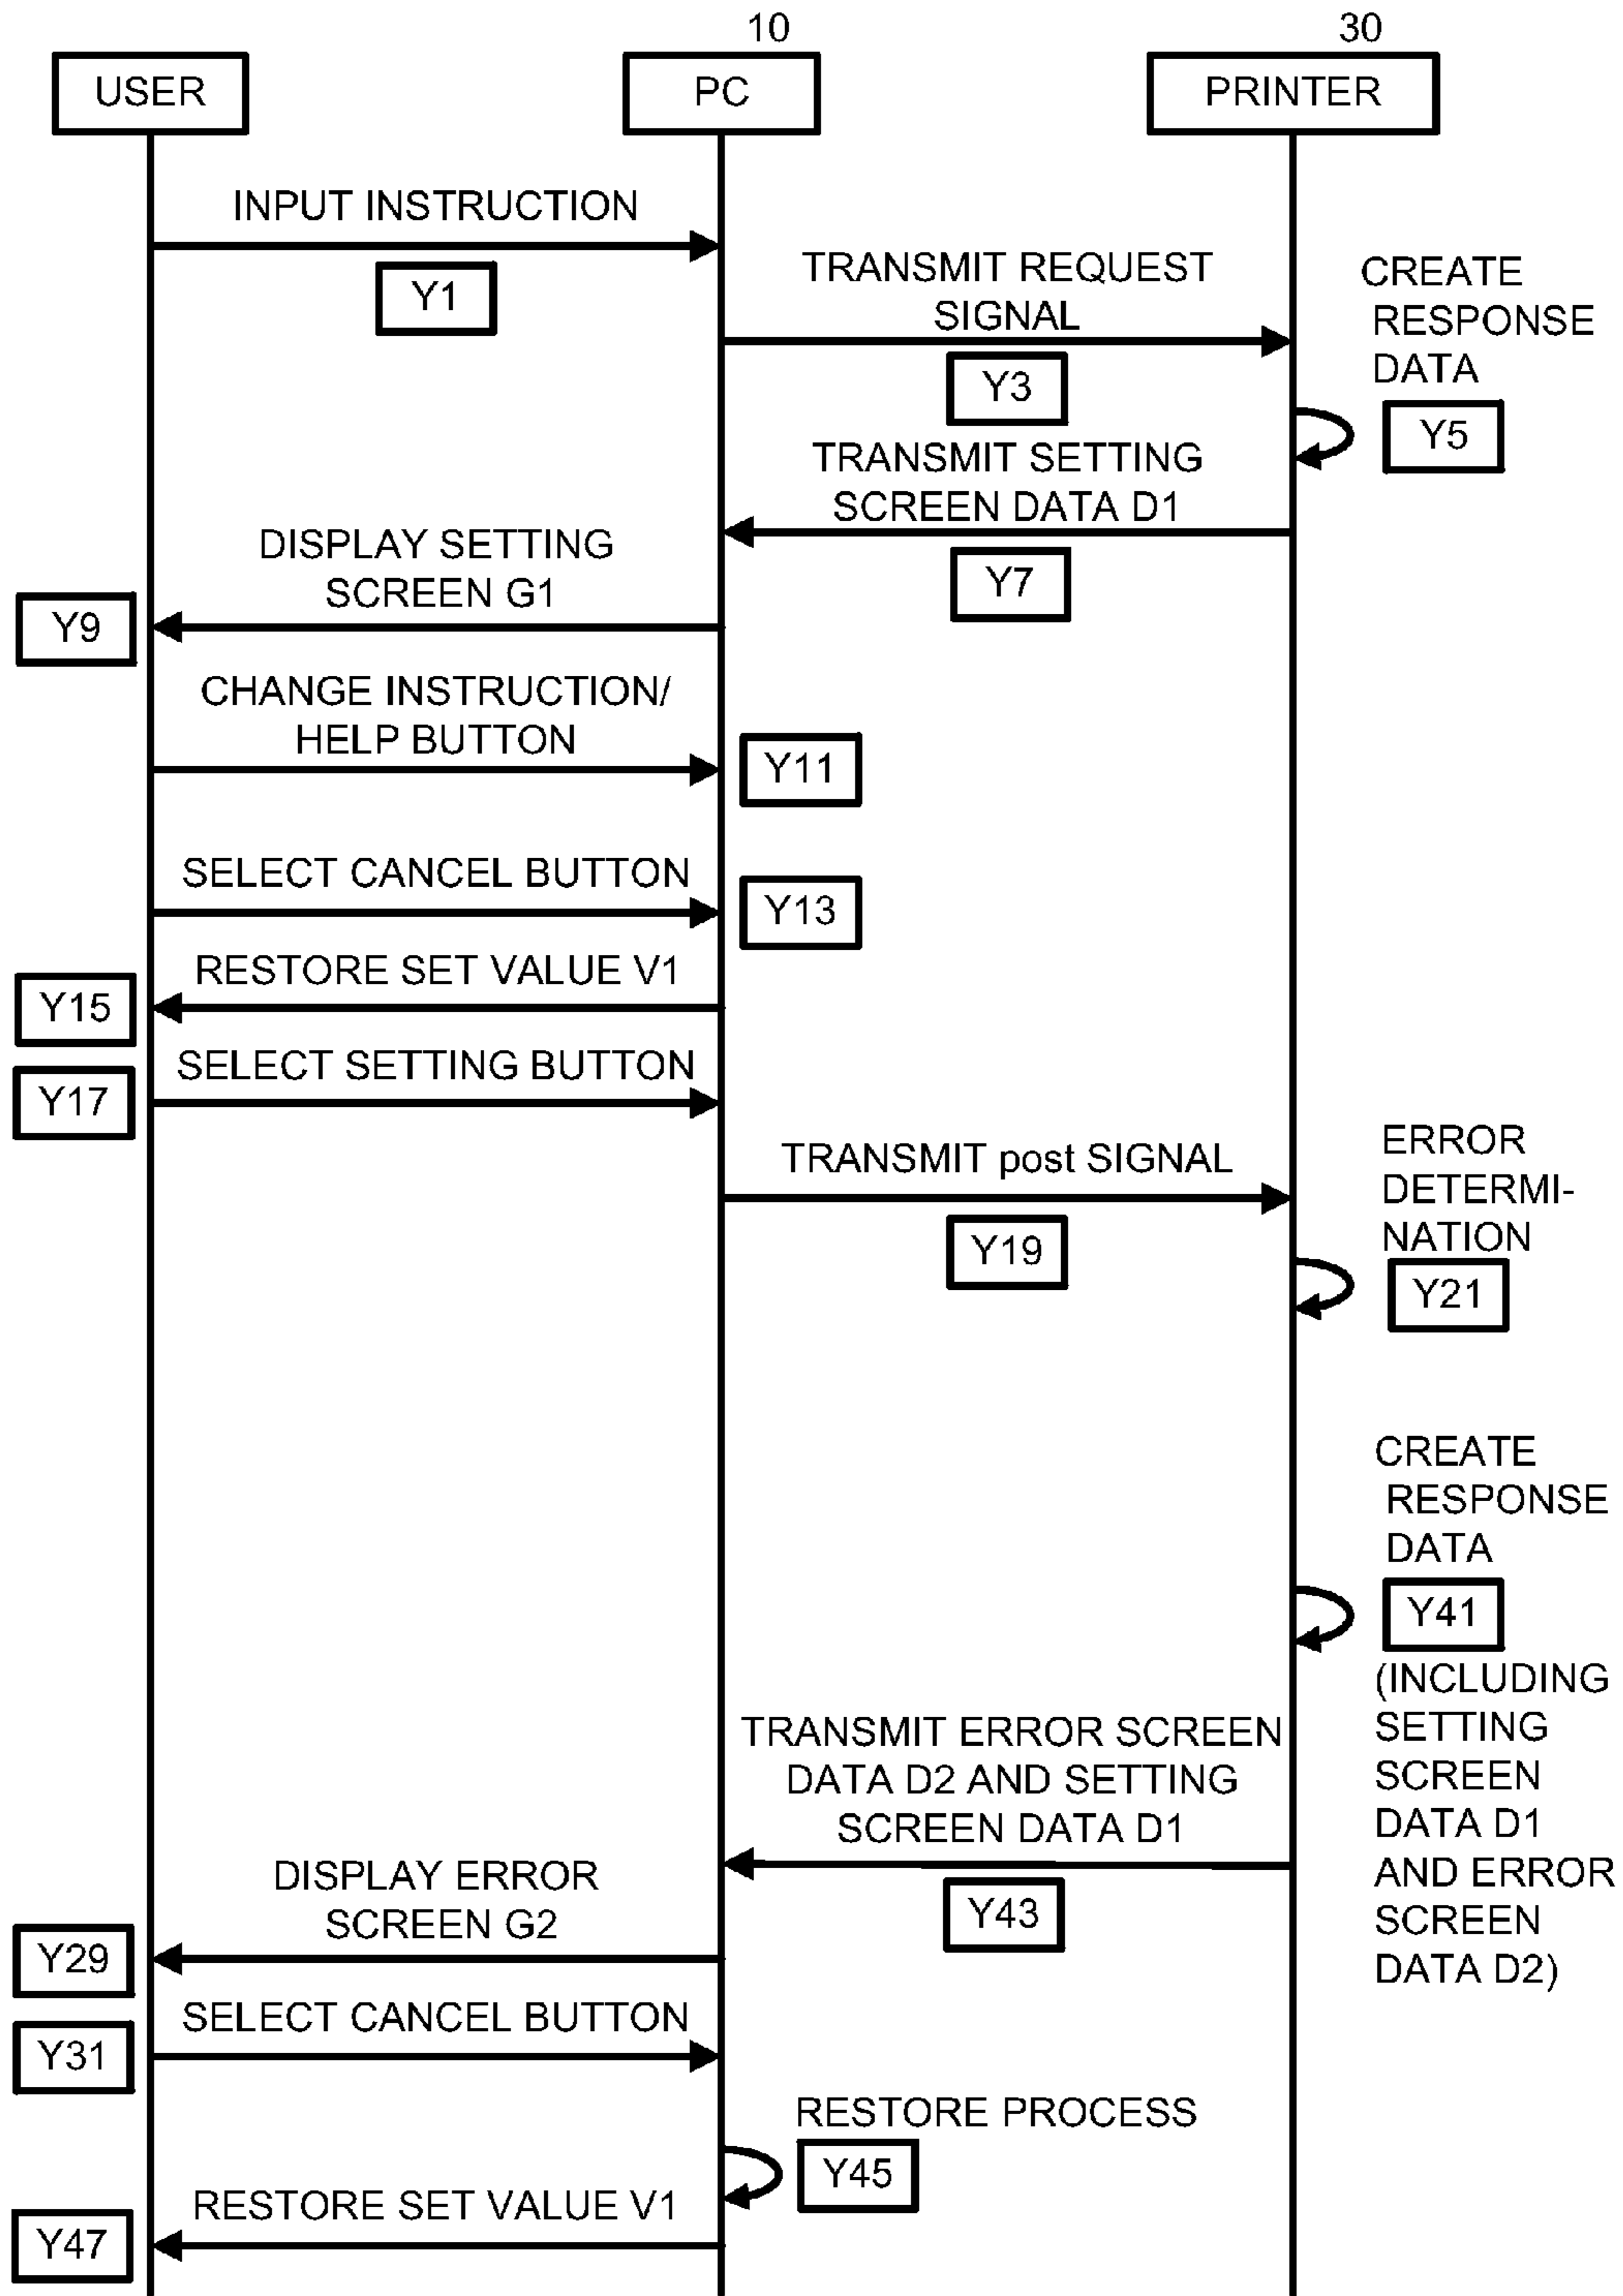 10
30
USER
PC
PRINTER
INPUT INSTRUCTION
Y1
TRANSMIT REQUEST
SIGNAL
Y3
CREATE
RESPONSE
DATA
Y5
TRANSMIT SETTING
SCREEN DATA D1
Y7
DISPLAY SETTING
SCREEN G1
Y9
CHANGE INSTRUCTION/
HELP BUTTON
Y11
SELECT CANCEL BUTTON
Y13
RESTORE SET VALUE V1
Y15
SELECT SETTING BUTTON
Y17
TRANSMIT post SIGNAL
Y19
ERROR
DETERMI-
NATION
Y21
CREATE
RESPONSE
DATA
Y41
(INCLUDING
SETTING
SCREEN
DATA D1
AND ERROR
SCREEN
DATA D2)
TRANSMIT ERROR SCREEN
DATA D2 AND SETTING
SCREEN DATA D1
Y43
DISPLAY ERROR
SCREEN G2
Y29
SELECT CANCEL BUTTON
Y31
RESTORE PROCESS
Y45
RESTORE SET VALUE V1
Y47